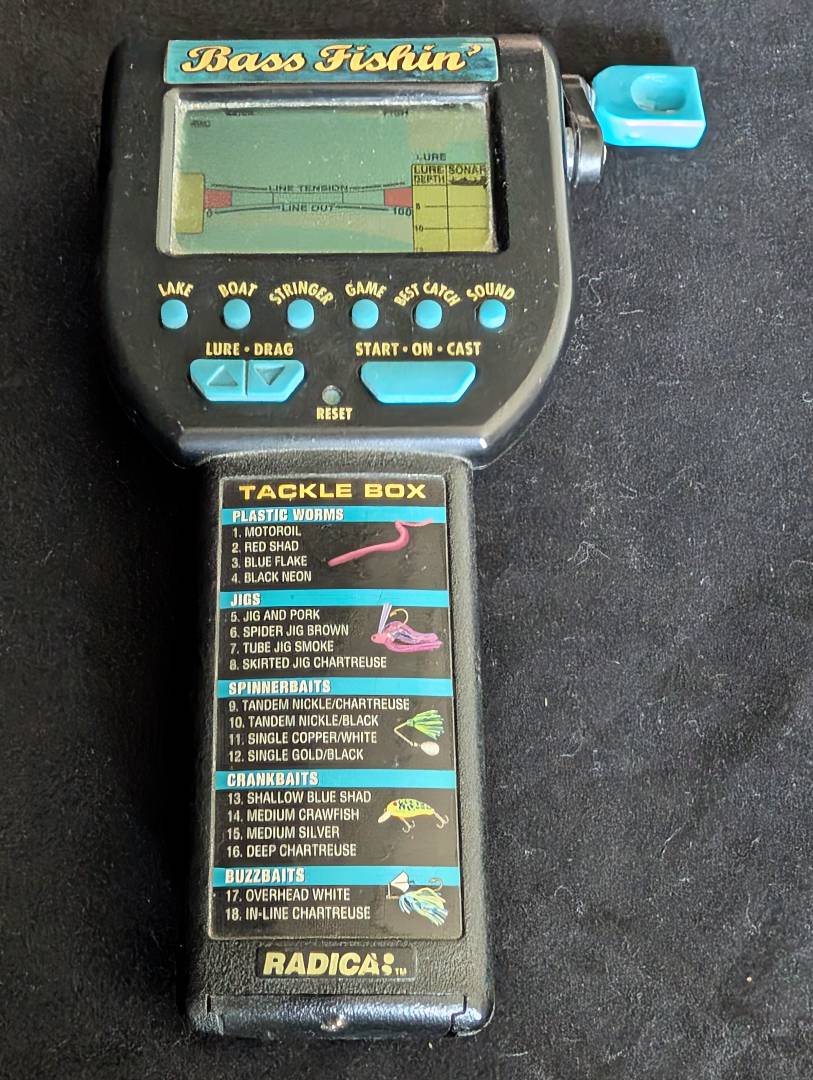 Bass Fishin'
FISH
LURE
LURE SONAR
DEPTH
LINE TENSION
0 LINE OUT 100
5
10
LAKE BOAT STRINGER GAME BEST CATCH SOUND
LURE • DRAG START • ON • CAST
RESET
TACKLE BOX
PLASTIC WORMS
1. MOTOROIL
2. RED SHAD
3. BLUE FLAKE
4. BLACK NEON
JIGS
5. JIG AND PORK
6. SPIDER JIG BROWN
7. TUBE JIG SMOKE
8. SKIRTED JIG CHARTREUSE
SPINNERBAITS
9. TANDEM NICKLE/CHARTREUSE
10. TANDEM NICKLE/BLACK
11. SINGLE COPPER/WHITE
12. SINGLE GOLD/BLACK
CRANKBAITS
13. SHALLOW BLUE SHAD
14. MEDIUM CRAWFISH
15. MEDIUM SILVER
16. DEEP CHARTREUSE
BUZZBAITS
17. OVERHEAD WHITE
18. IN-LINE CHARTREUSE
RADICA: TM